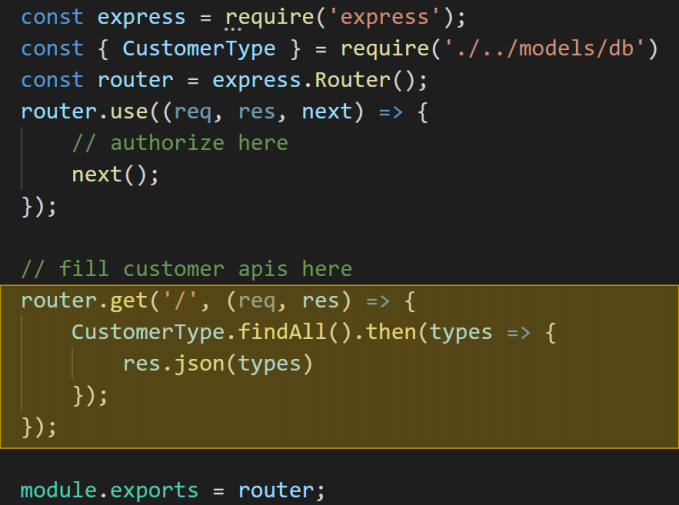 const express = require('express');
const { CustomerType } = require('./../models/db')
const router = express.Router();
router.use((req, res, next) => {
    // authorize here
    next();
});

// fill customer apis here
router.get('/', (req, res) => {
    CustomerType.findAll().then(types => {
        res.json(types)
    });
});

module.exports = router;